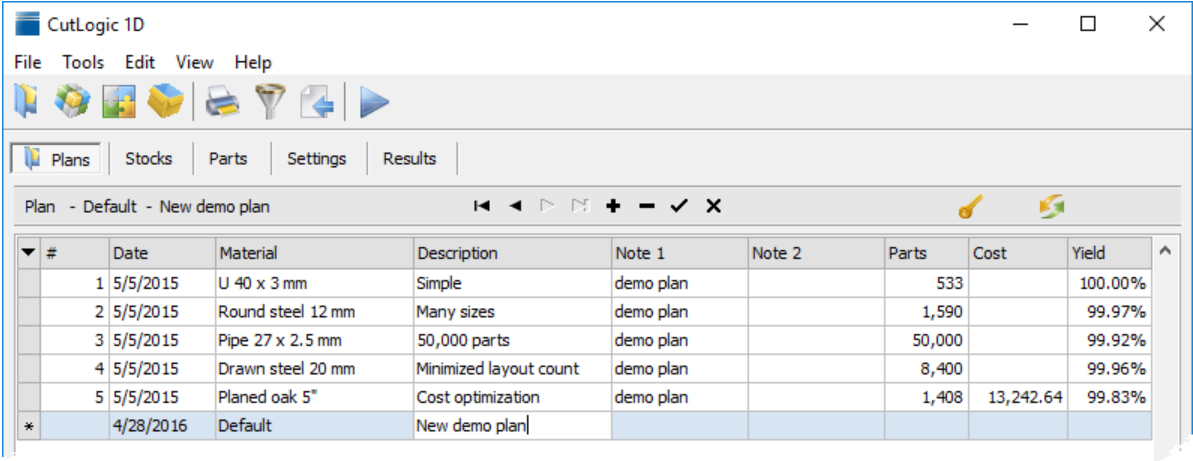 CutLogic 1D
File Tools Edit View Help
Plans Stocks Parts Settings Results
Plan - Default - New demo plan
# Date Material Description Note 1 Note 2 Parts Cost Yield
1 5/5/2015 U 40 x 3 mm Simple demo plan 533 100.00%
2 5/5/2015 Round steel 12 mm Many sizes demo plan 1,590 99.97%
3 5/5/2015 Pipe 27 x 2.5 mm 50,000 parts demo plan 50,000 99.92%
4 5/5/2015 Drawn steel 20 mm Minimized layout count demo plan 8,400 99.96%
5 5/5/2015 Planed oak 5" Cost optimization demo plan 1,408 13,242.64 99.83%
* 4/28/2016 Default New demo plan